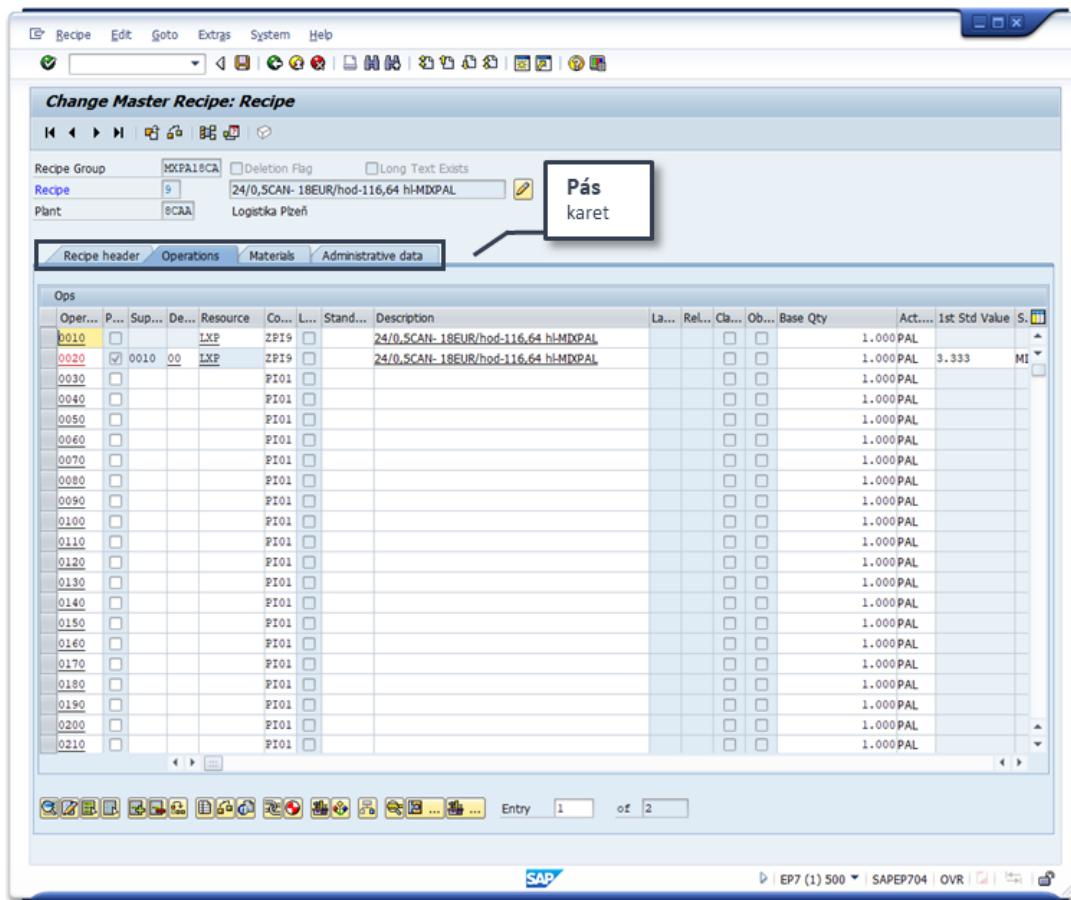 Recipe Edit Goto Extras System Help
Change Master Recipe: Recipe
Recipe Group MXPA18CA Deletion Flag Long Text Exists
Recipe 9 24/0,5CAN- 18EUR/hod-116,64 hl-MIXPAL
Plant 8CAA Logistika Plzeň
Pás
karet
Recipe header Operations Materials Administrative data
Ops
Oper... P... Sup... De... Resource Co... L... Stand... Description La... Rel... Cla... Ob... Base Qty Act.... 1st Std Value S.
0010 LXP ZPI9 24/0,5CAN- 18EUR/hod-116,64 hl-MIXPAL 1.000 PAL
0020 0010 00 LXP ZPI9 24/0,5CAN- 18EUR/hod-116,64 hl-MIXPAL 1.000 PAL 3.333 MI
0030 PI01 1.000 PAL
0040 PI01 1.000 PAL
0050 PI01 1.000 PAL
0060 PI01 1.000 PAL
0070 PI01 1.000 PAL
0080 PI01 1.000 PAL
0090 PI01 1.000 PAL
0100 PI01 1.000 PAL
0110 PI01 1.000 PAL
0120 PI01 1.000 PAL
0130 PI01 1.000 PAL
0140 PI01 1.000 PAL
0150 PI01 1.000 PAL
0160 PI01 1.000 PAL
0170 PI01 1.000 PAL
0180 PI01 1.000 PAL
0190 PI01 1.000 PAL
0200 PI01 1.000 PAL
0210 PI01 1.000 PAL
... ... Entry 1 of 2
SAP EP7 (1) 500 SAPEP704 OVR